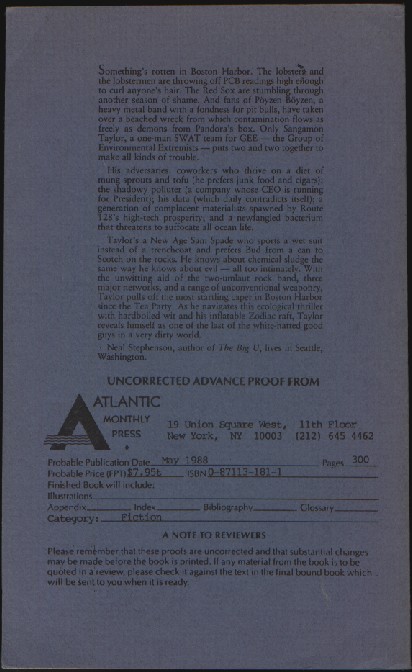 Something's rotten in Boston Harbor. The lobsters and
the lobstermen are throwing off PCB readings high enough
to curl anyone's hair. The Red Sox are stumbling through
another season of shame. And fans of Pöyzen Böyzen, a
heavy metal band with a fondness for pit bulls, have taken
over a beached wreck from which contamination flows as
freely as demons from Pandora's box. Only Sangamon
Taylor, a one-man SWAT team for GEE — the Group of
Environmental Extremists — puts two and two together to
make all kinds of trouble.
His adversaries: coworkers who thrive on a diet of
mung sprouts and tofu (he prefers junk food and cigars);
the shadowy polluter (a company whose CEO is running
for President); his data (which daily contradicts itself); a
generation of complacent materialists spawned by Route
128's high-tech prosperity; and a newfangled bacterium
that threatens to suffocate all ocean life.
Taylor's a New Age Sam Spade who sports a wet suit
instead of a trenchcoat and prefers Bud from a can to
Scotch on the rocks. He knows about chemical sludge the
same way he knows about evil — all too intimately. With
the unwitting aid of the two-umlaut rock band, three
major networks, and a range of unconventional weaponry,
Taylor pulls off the most startling caper in Boston Harbor
since the Tea Party. As he navigates this ecological thriller
with hardboiled wit and his inflatable Zodiac raft, Taylor
reveals himself as one of the last of the white-hatted good
guys in a very dirty world.
Neal Stephenson, author of The Big U, lives in Seattle,
Washington.
UNCORRECTED ADVANCE PROOF FROM
ATLANTIC
MONTHLY
PRESS
19 Union Square West, 11th Floor
New York, NY 10003 (212) 645 4462
Probable Publication Date May 1988 Pages 300
Probable Price (FPT) $7.95t ISBN 0-87113-181-1
Finished Book will include:
Illustrations
Appendix Index Bibliography Glossary
Category: Fiction
A NOTE TO REVIEWERS
Please remember that these proofs are uncorrected and that substantial changes
may be made before the book is printed. If any material from the book is to be
quoted in a review, please check it against the text in the final bound book which
will be sent to you when it is ready.